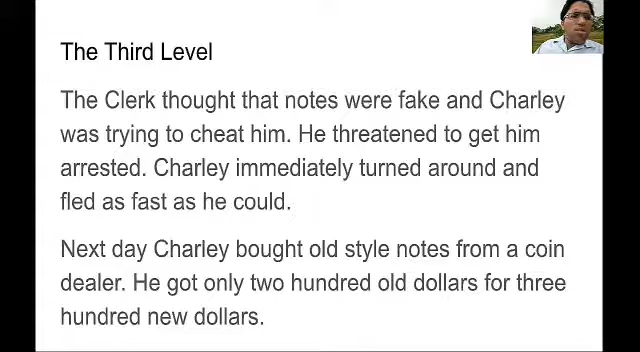 The Third Level
The Clerk thought that notes were fake and Charley
was trying to cheat him. He threatened to get him
arrested. Charley immediately turned around and
fled as fast as he could.
Next day Charley bought old style notes from a coin
dealer. He got only two hundred old dollars for three
hundred new dollars.